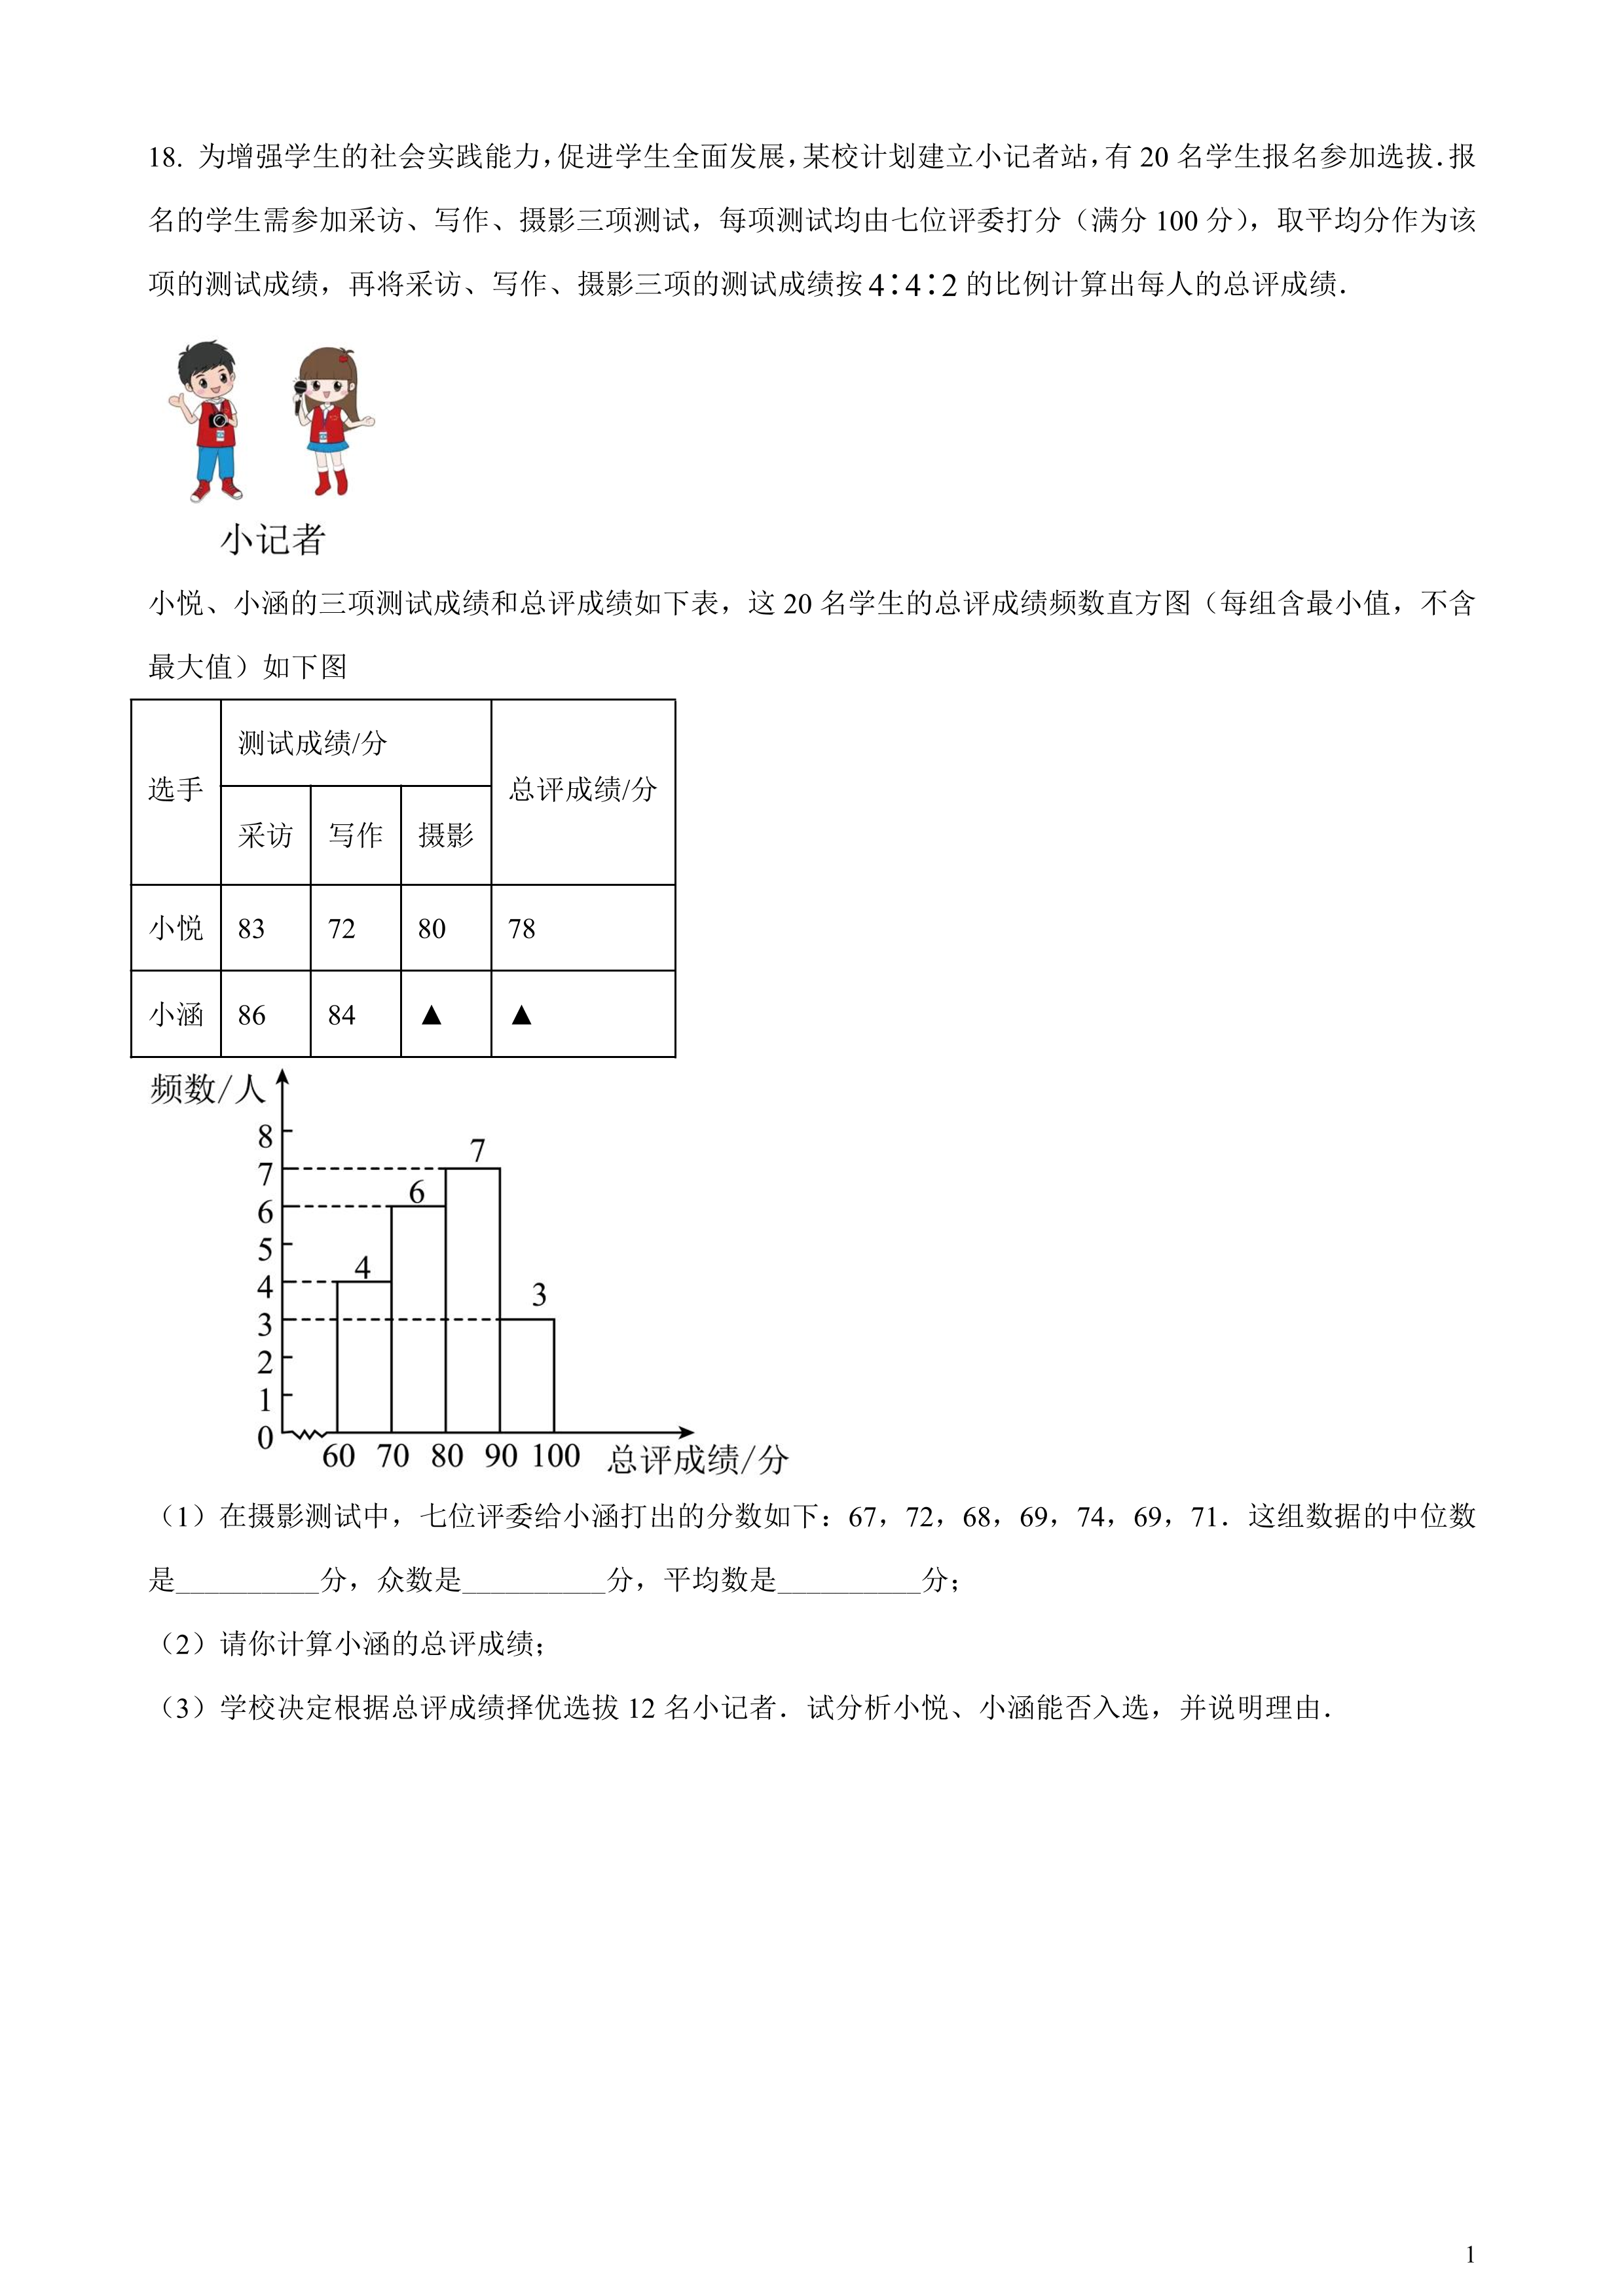 18. 为增强学生的社会实践能力，促进学生全面发展，某校计划建立小记者站，有 20 名学生报名参加选拔．报
名的学生需参加采访、写作、摄影三项测试，每项测试均由七位评委打分（满分 100 分），取平均分作为该
项的测试成绩，再将采访、写作、摄影三项的测试成绩按 4∶4∶2 的比例计算出每人的总评成绩．
小记者
小悦、小涵的三项测试成绩和总评成绩如下表，这 20 名学生的总评成绩频数直方图（每组含最小值，不含
最大值）如下图
选手 测试成绩/分 总评成绩/分
采访 写作 摄影
小悦 83 72 80 78
小涵 86 84 ▲ ▲
频数/人
8
7
6
5
4
3
2
1
0
4
6
7
3
60 70 80 90 100 总评成绩/分
（1）在摄影测试中，七位评委给小涵打出的分数如下：67，72，68，69，74，69，71．这组数据的中位数
是__________分，众数是__________分，平均数是__________分；
（2）请你计算小涵的总评成绩；
（3）学校决定根据总评成绩择优选拔 12 名小记者．试分析小悦、小涵能否入选，并说明理由．
1